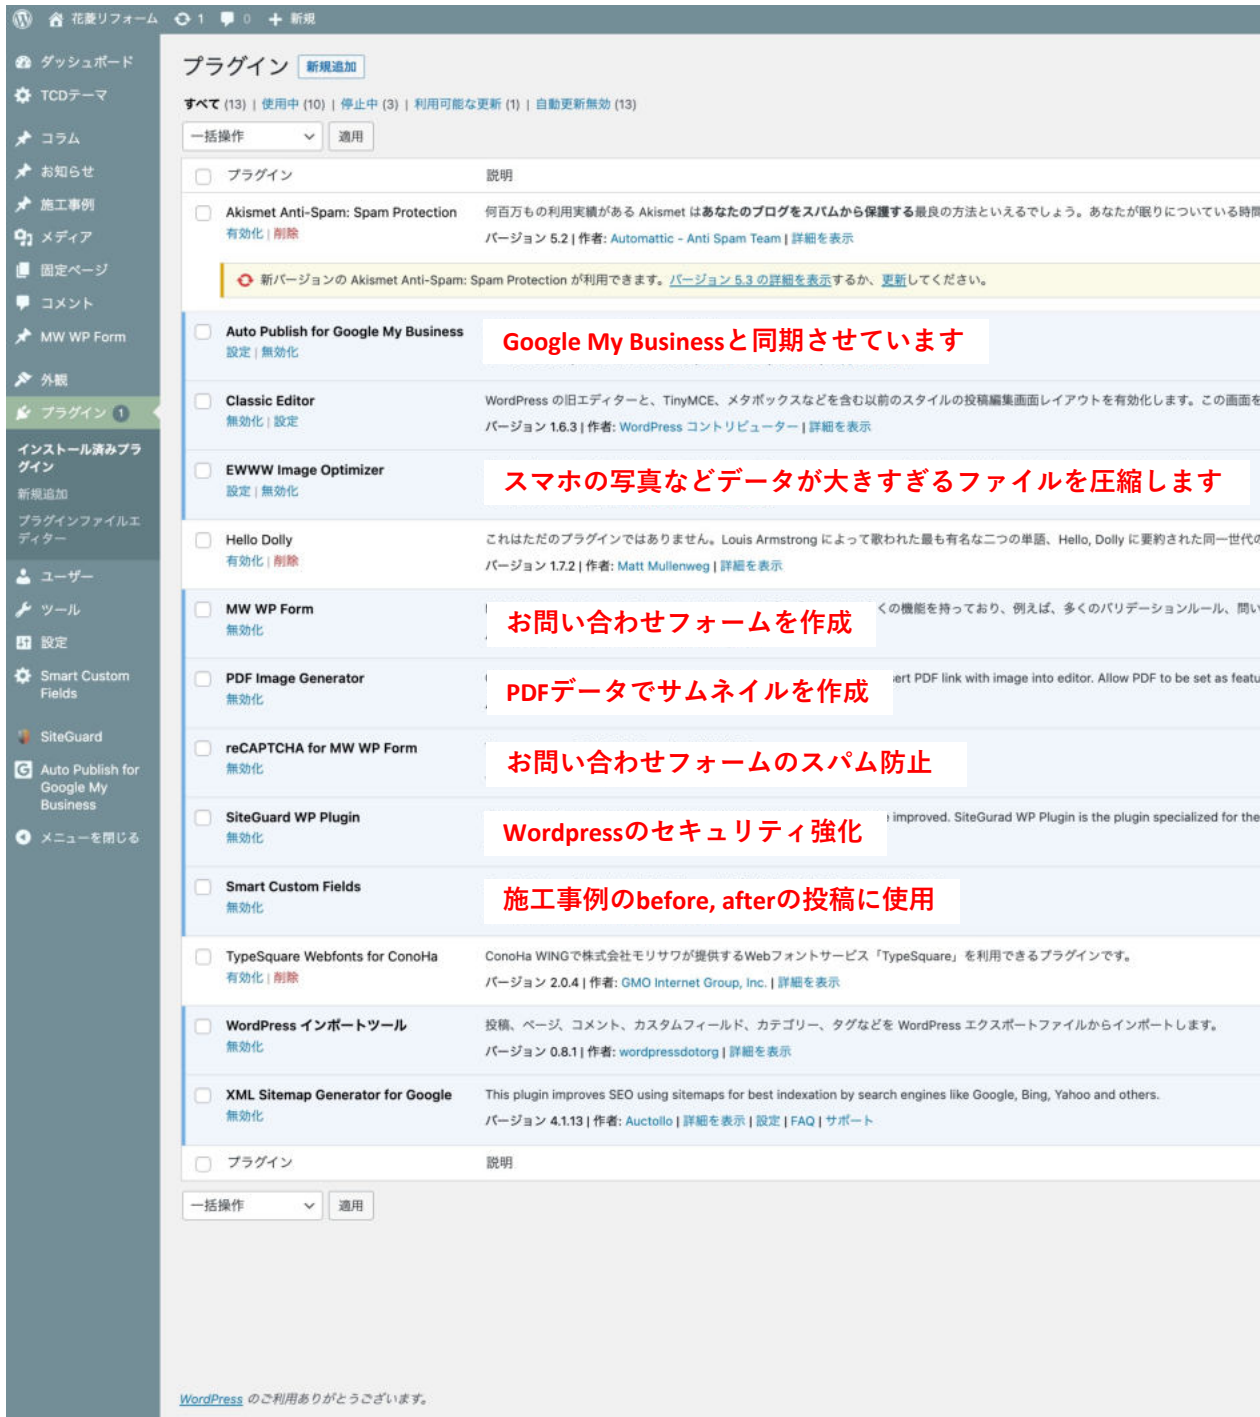 花菱リフォーム 1 0 新規
ダッシュボード
TCDテーマ
コラム
お知らせ
施工事例
メディア
固定ページ
コメント
MW WP Form
外観
プラグイン 1
インストール済みプラ
グイン
新規追加
プラグインファイルエ
ディター
ユーザー
ツール
設定
Smart Custom
Fields
SiteGuard
Auto Publish for
Google My
Business
メニューを閉じる
プラグイン 新規追加
すべて (13) | 使用中 (10) | 停止中 (3) | 利用可能な更新 (1) | 自動更新無効 (13)
一括操作 適用
プラグイン 説明
Akismet Anti-Spam: Spam Protection 何百万もの利用実績がある Akismet はあなたのブログをスパムから保護する最良の方法といえるでしょう。あなたが眠りについている時間
有効化 | 削除 バージョン 5.2 | 作者: Automattic - Anti Spam Team | 詳細を表示
新バージョンの Akismet Anti-Spam: Spam Protection が利用できます。バージョン 5.3 の詳細を表示するか、更新してください。
Auto Publish for Google My Business
設定 | 無効化
Google My Businessと同期させています
Classic Editor WordPress の旧エディターと、TinyMCE、メタボックスなどを含む以前のスタイルの投稿編集画面レイアウトを有効化します。この画面を
無効化 | 設定 バージョン 1.6.3 | 作者: WordPress コントリビューター | 詳細を表示
EWWW Image Optimizer
設定 | 無効化
スマホの写真などデータが大きすぎるファイルを圧縮します
Hello Dolly これはただのプラグインではありません。Louis Armstrong によって歌われた最も有名な二つの単語、Hello, Dolly に要約された同一世代の
有効化 | 削除 バージョン 1.7.2 | 作者: Matt Mullenweg | 詳細を表示
MW WP Form くの機能を持っており、例えば、多くのバリデーションルール、問い
無効化
お問い合わせフォームを作成
PDF Image Generator ert PDF link with image into editor. Allow PDF to be set as featu
無効化
PDFデータでサムネイルを作成
reCAPTCHA for MW WP Form
無効化
お問い合わせフォームのスパム防止
SiteGuard WP Plugin improved. SiteGurad WP Plugin is the plugin specialized for the
無効化
Wordpressのセキュリティ強化
Smart Custom Fields
無効化
施工事例のbefore, afterの投稿に使用
TypeSquare Webfonts for ConoHa ConoHa WINGで株式会社モリサワが提供するWebフォントサービス「TypeSquare」を利用できるプラグインです。
有効化 | 削除 バージョン 2.0.4 | 作者: GMO Internet Group, Inc. | 詳細を表示
WordPress インポートツール 投稿、ページ、コメント、カスタムフィールド、カテゴリー、タグなどを WordPress エクスポートファイルからインポートします。
無効化 バージョン 0.8.1 | 作者: wordpressdotorg | 詳細を表示
XML Sitemap Generator for Google This plugin improves SEO using sitemaps for best indexation by search engines like Google, Bing, Yahoo and others.
無効化 バージョン 4.1.13 | 作者: Auctollo | 詳細を表示 | 設定 | FAQ | サポート
プラグイン 説明
一括操作 適用
WordPress のご利用ありがとうございます。